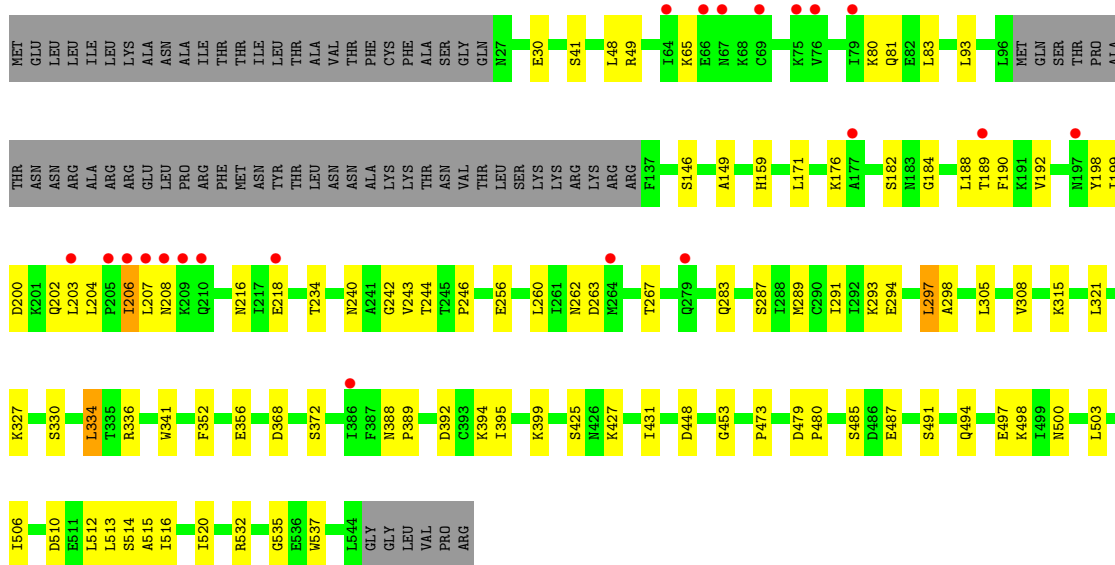 MET GLU LEU LEU ILE LEU LYS ALA ASN ALA ILE THR THR ILE LEU THR ALA VAL THR PHE CYS PHE ALA SER GLY GLN N27 E30 S41 L48 R49 I64 K65 E66 N67 K68 C69 K75 V76 I79 K80 Q81 E82 L83 L93 L96 MET GLN SER THR PRO ALA
THR ASN ASN ARG ALA ARG ARG GLU LEU PRO ARG PHE MET ASN TYR THR LEU ASN ASN ALA LYS LYS THR ASN VAL THR LEU SER LYS LYS ARG LYS ARG ARG F137 S146 A149 H159 L171 K176 A177 S182 N183 G184 L188 T189 F190 K191 V192 N197 Y198 I199
D200 K201 Q202 L203 L204 P205 I206 L207 N208 K209 Q210 N216 I217 E218 T234 N240 A241 G242 V243 T244 T245 P246 E256 L260 I261 N262 D263 M264 T267 Q279 Q283 S287 I288 M289 C290 I291 I292 K293 E294 L297 A298 L305 V308 K315 L321
K327 S330 L334 T335 R336 W341 F352 E356 D368 S372 I386 F387 N388 P389 D392 C393 K394 I395 K399 S425 N426 K427 I431 D448 G453 P473 D479 P480 S485 D486 E487 S491 Q494 E497 K498 I499 N500 L503
I506 D510 E511 L512 L513 S514 A515 I516 I520 R532 G535 E536 W537 L544 GLY GLY LEU VAL PRO ARG